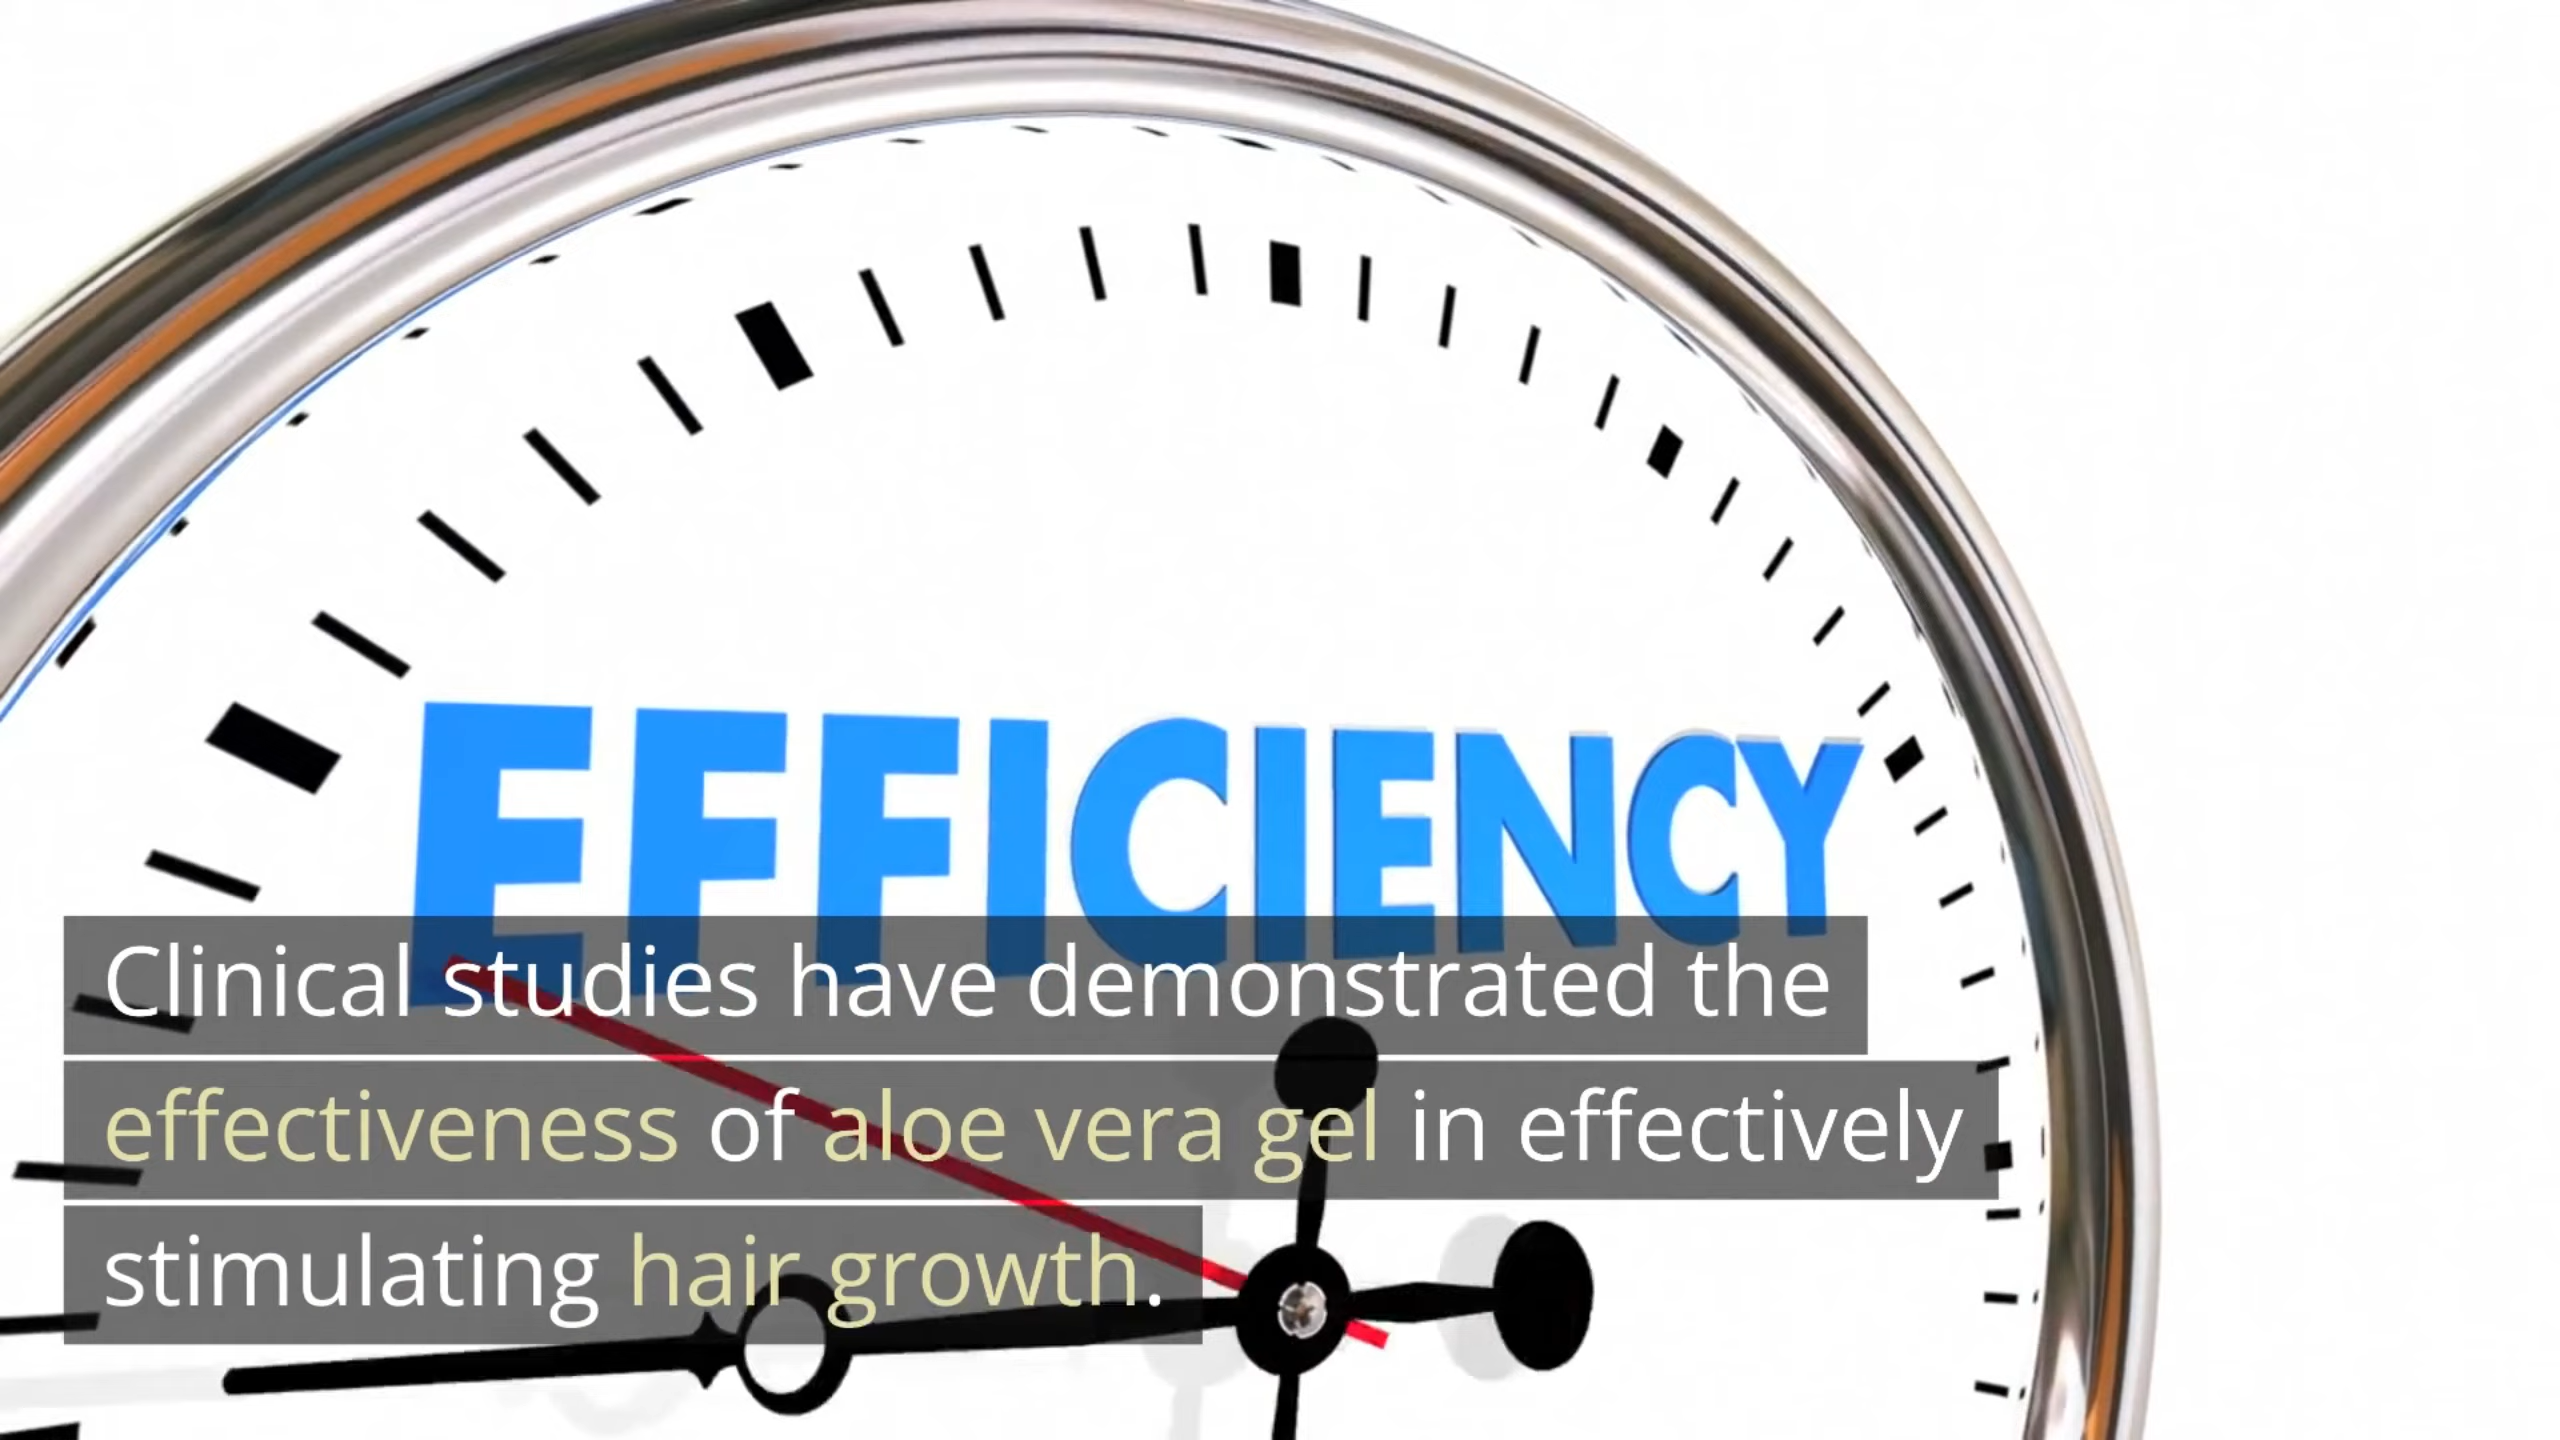 EFFICIENCY
Clinical studies have demonstrated the
effectiveness of aloe vera gel in effectively
stimulating hair growth.